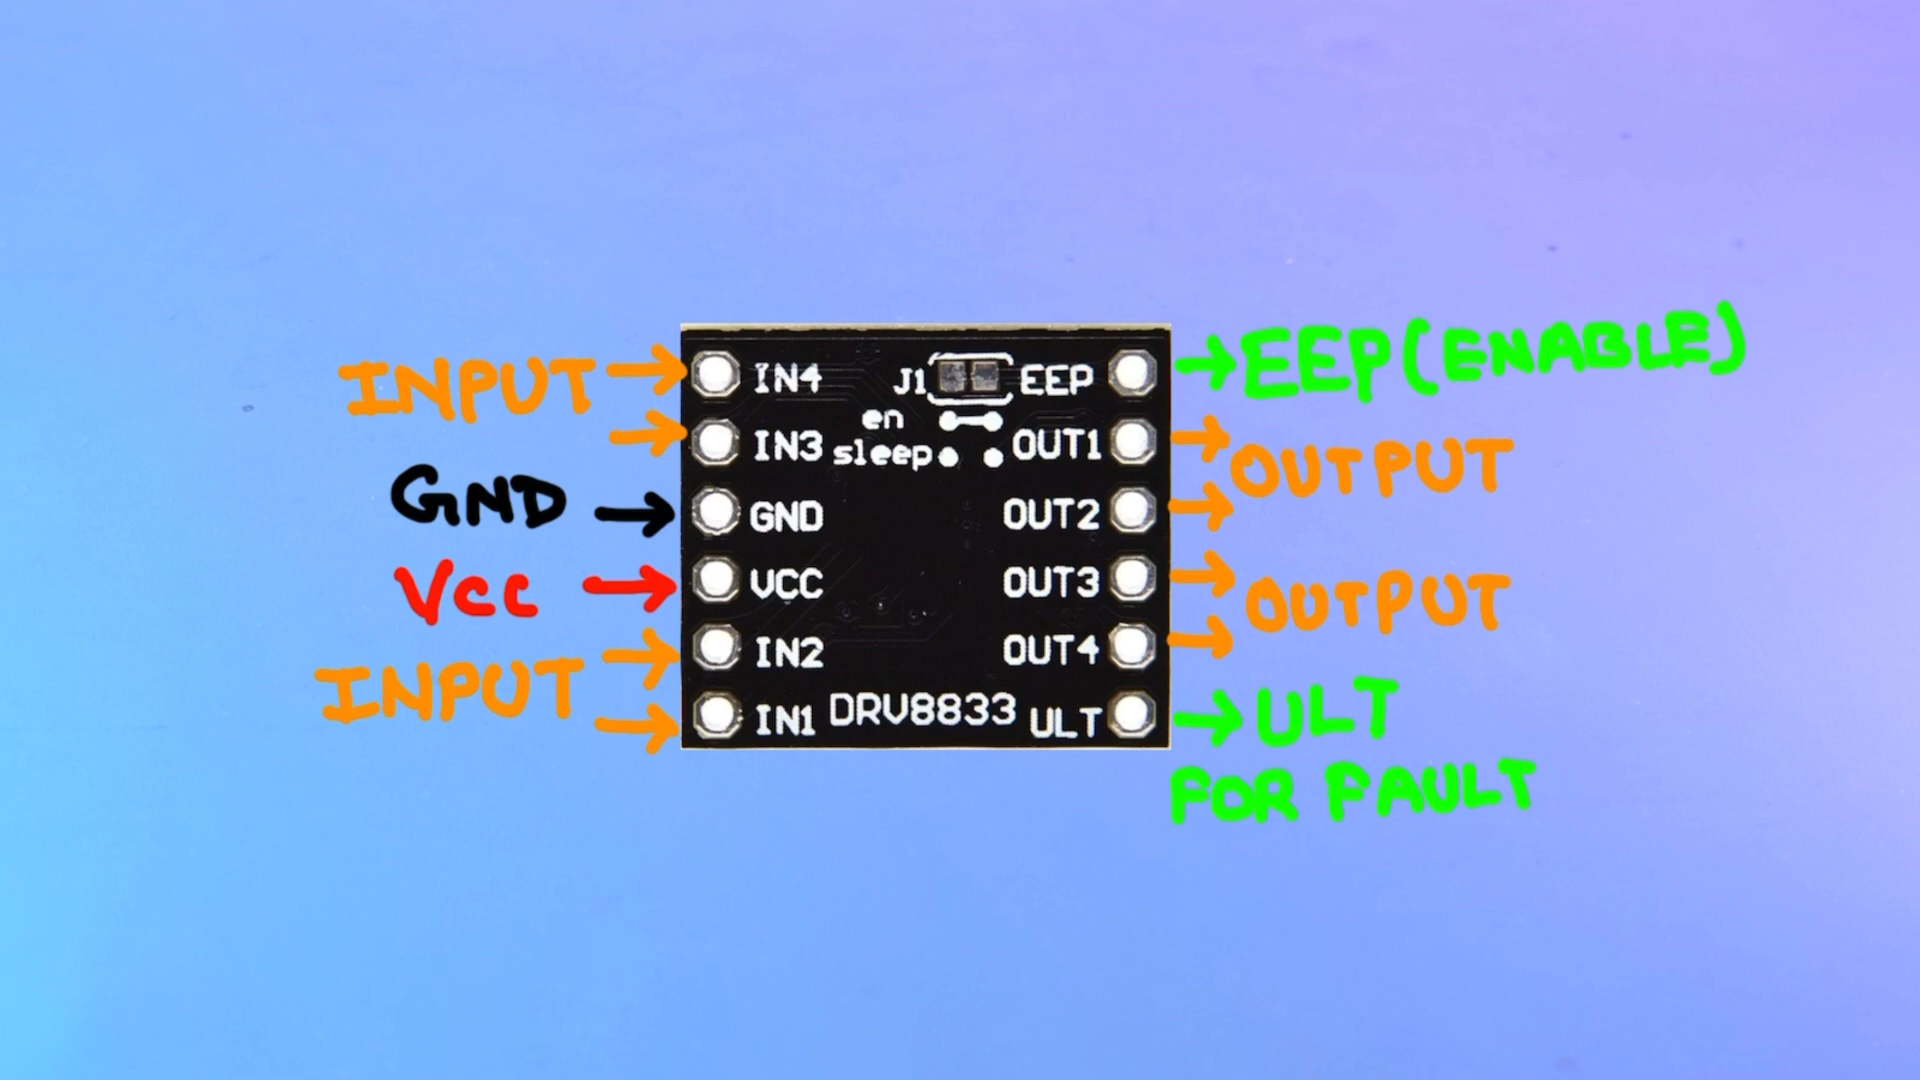 INPUT
GND
VCC
INPUT
IN4
IN3
GND
VCC
IN2
IN1
J1
en
sleep
DRV8833
EEP
OUT1
OUT2
OUT3
OUT4
ULT
EEP (ENABLE)
OUTPUT
OUTPUT
ULT
FOR FAULT